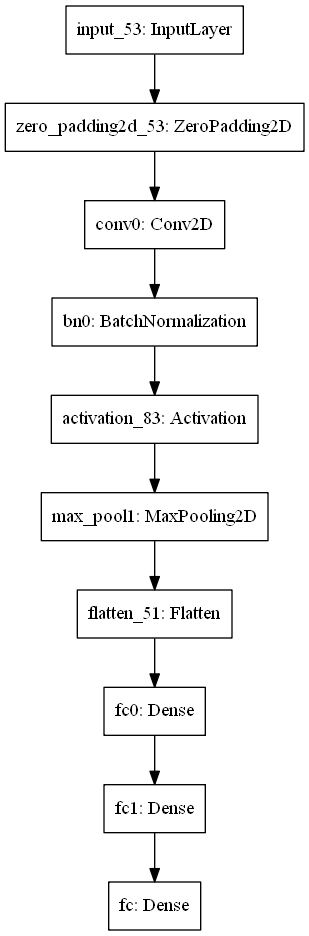 input_53: InputLayer
zero_padding2d_53: ZeroPadding2D
conv0: Conv2D
bn0: BatchNormalization
activation_83: Activation
max_pool1: MaxPooling2D
flatten_51: Flatten
fc0: Dense
fc1: Dense
fc: Dense